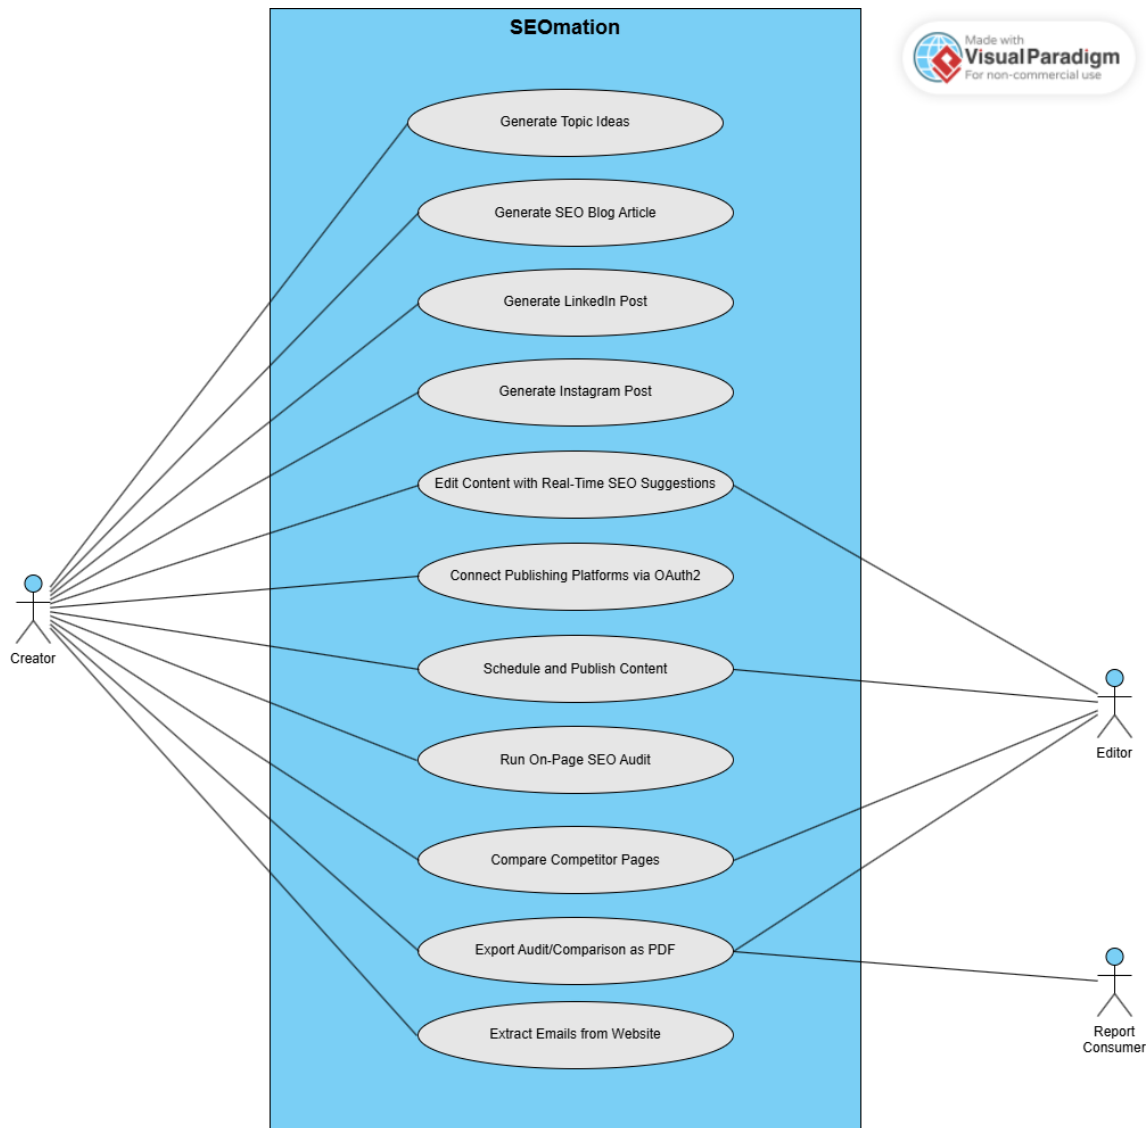 SEOmation
Made with
Visual Paradigm
For non-commercial use
Generate Topic Ideas
Generate SEO Blog Article
Generate LinkedIn Post
Generate Instagram Post
Edit Content with Real-Time SEO Suggestions
Connect Publishing Platforms via OAuth2
Creator
Schedule and Publish Content
Run On-Page SEO Audit
Editor
Compare Competitor Pages
Export Audit/Comparison as PDF
Extract Emails from Website
Report
Consumer